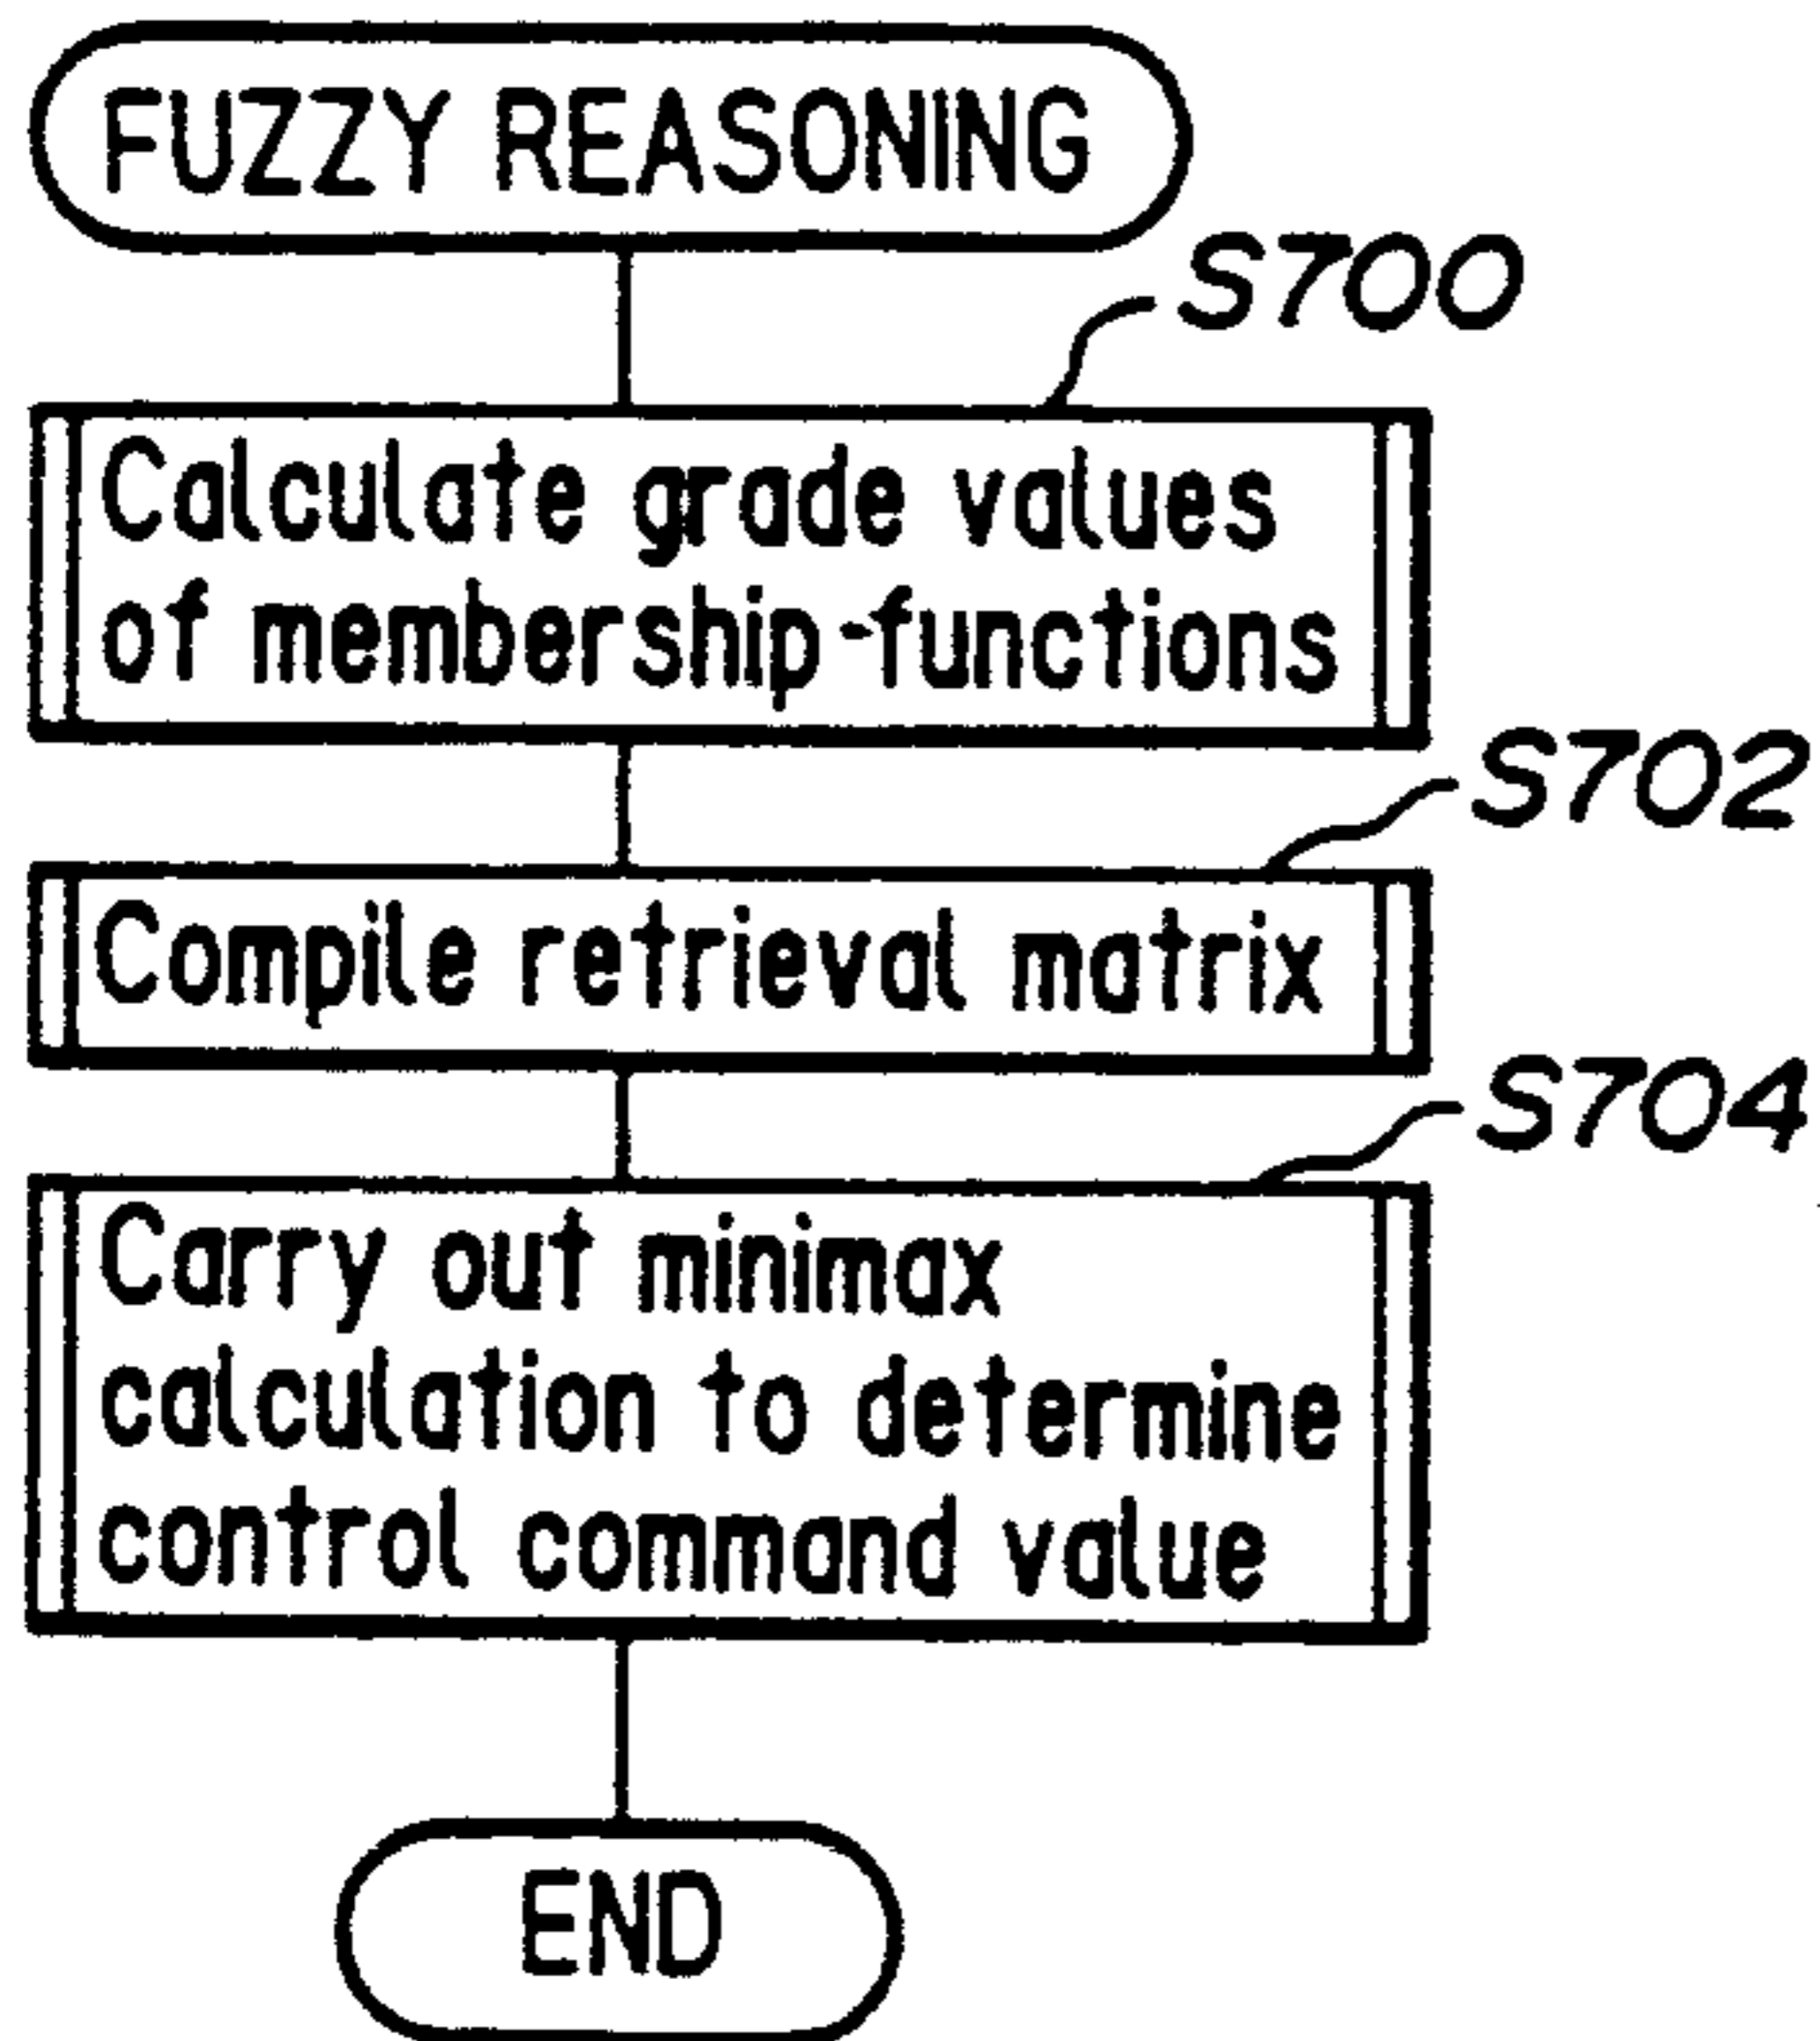 FUZZY REASONING
S700
Calculate grade values
of membership-functions
S702
Compile retrieval matrix
S704
Carry out minimax
calculation to determine
control command value
END